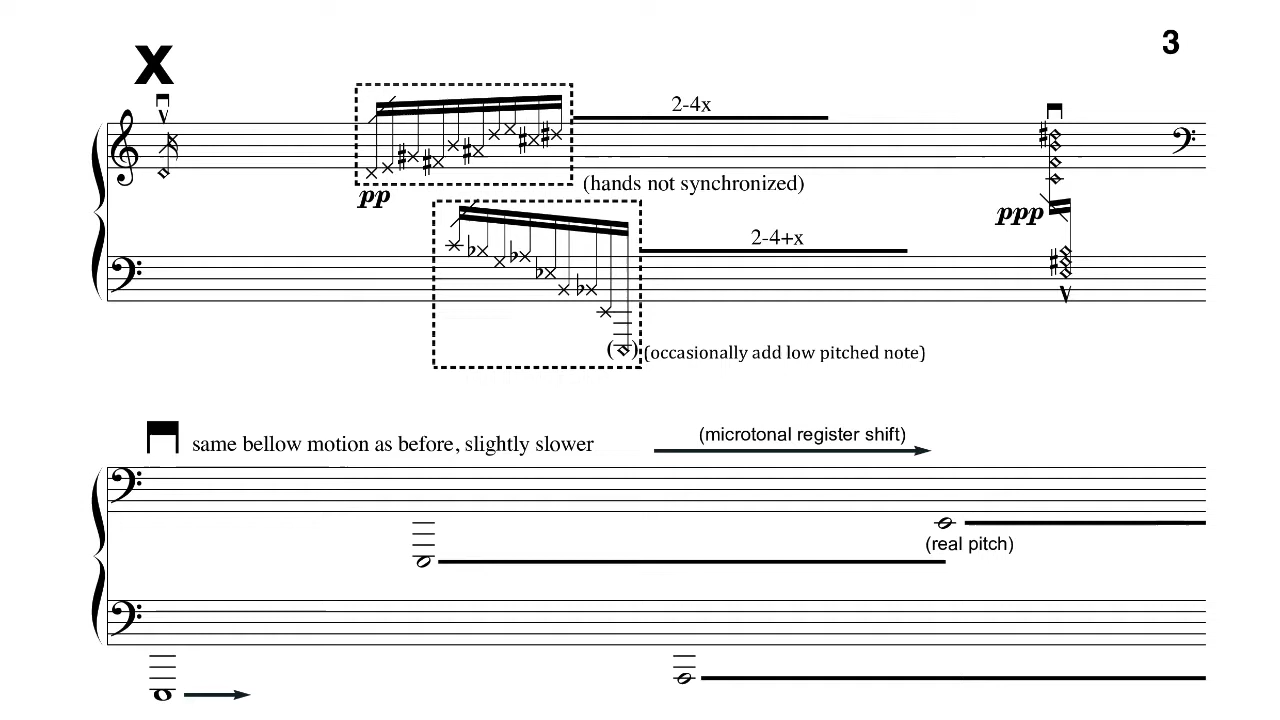 3
X
2-4x
(hands not synchronized)
pp
ppp
2-4+x
(occasionally add low pitched note)
same bellow motion as before, slightly slower
(microtonal register shift)
(real pitch)